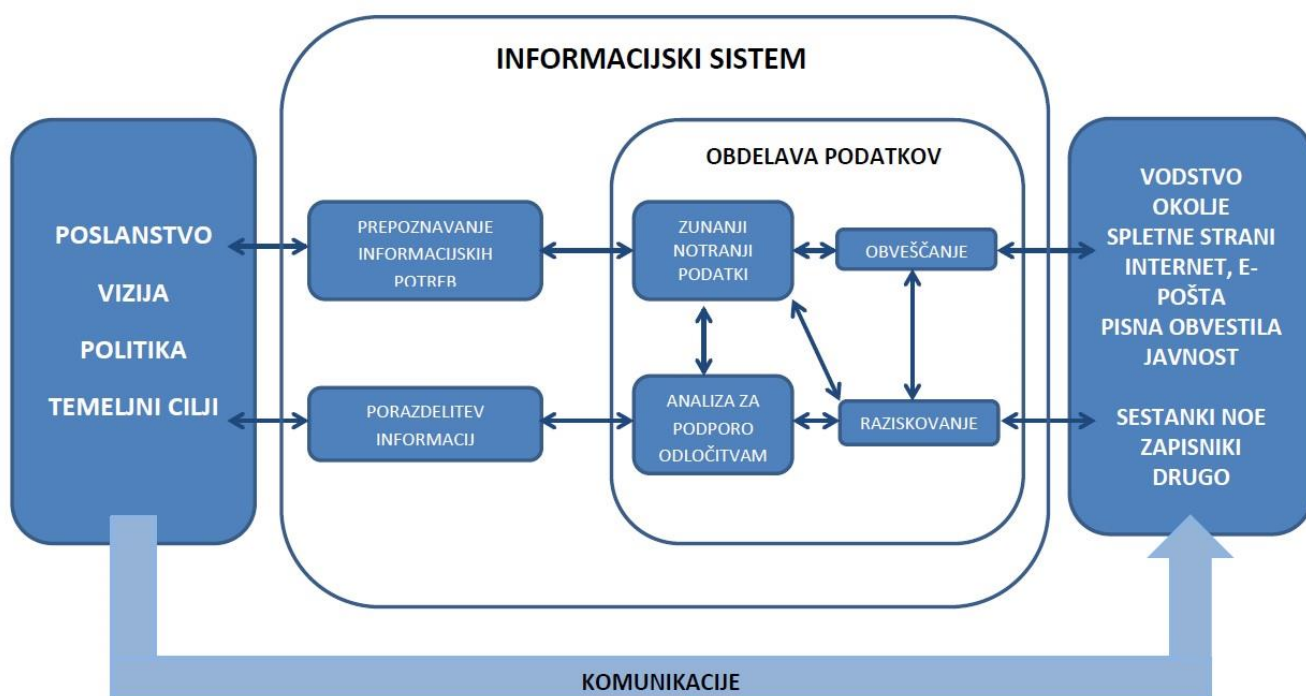 INFORMACIJSKI SISTEM
POSLANSTVO
VIZIJA
POLITIKA
TEMELJNI CILJI
PREPOZNAVANJE
INFORMACIJSKIH
POTREB
PORAZDELITEV
INFORMACIJ
OBDELAVA PODATKOV
ZUNANJI
NOTRANJI
PODATKI
OBVEŠČANJE
ANALIZA ZA
PODPORO
ODLOČITVAM
RAZISKOVANJE
VODSTVO
OKOLJE
SPLETNE STRANI
INTERNET, E-
POŠTA
PISNA OBVESTILA
JAVNOST
SESTANKI NOE
ZAPISNIKI
DRUGO
KOMUNIKACIJE